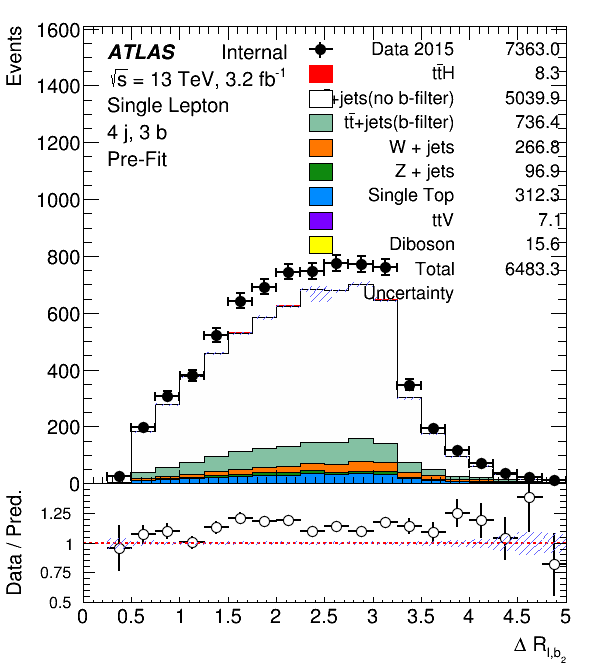 Events
1600
1400
1200
1000
800
600
400
200
0
ATLAS Internal
√s = 13 TeV, 3.2 fb⁻¹
Single Lepton
4 j, 3 b
Pre-Fit
Data 2015 7363.0
tt̄H 8.3
+jets(no b-filter) 5039.9
tt̄+jets(b-filter) 736.4
W + jets 266.8
Z + jets 96.9
Single Top 312.3
ttV 7.1
Diboson 15.6
Total 6483.3
Uncertainty
Data / Pred.
1.25
1
0.75
0.5
0 0.5 1 1.5 2 2.5 3 3.5 4 4.5 5
Δ R_{l,b_2}